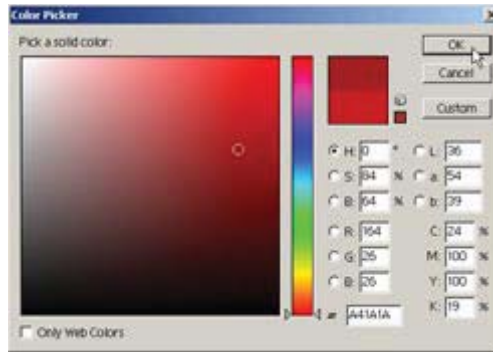 Color Picker
Pick a solid color:
OK
Cancel
Custom
H: 0 °
S: 84 %
B: 64 %
R: 164
G: 26
B: 26
L: 36
a: 54
b: 39
C: 24 %
M: 100 %
Y: 100 %
K: 19 %
# A41A1A
Only Web Colors